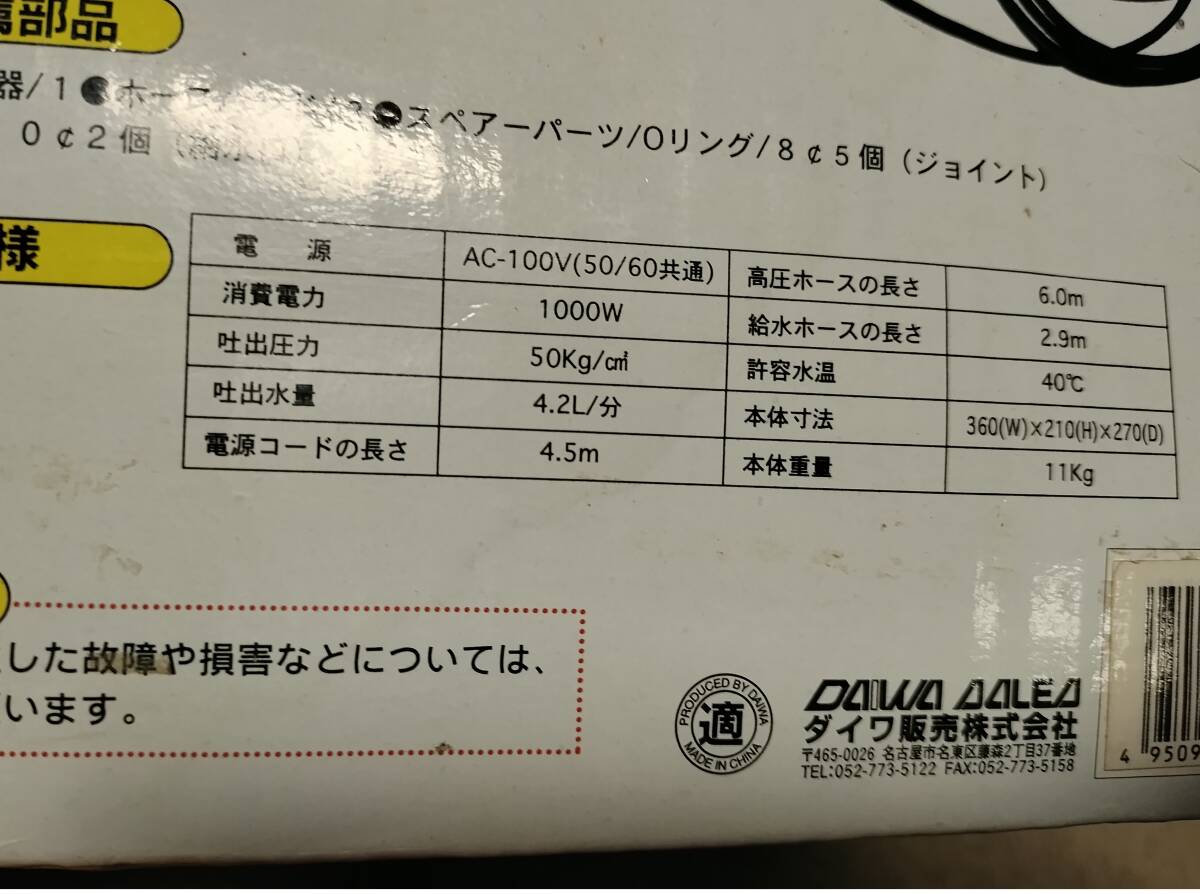 属部品
器/1●ホース ●スペアーパーツ/Oリング/8¢5個(ジョイント)
0¢2個
様
電 源 AC-100V(50/60共通) 高圧ホースの長さ 6.0m
消費電力 1000W 給水ホースの長さ 2.9m
吐出圧力 50Kg/c㎡ 許容水温 40℃
吐出水量 4.2L/分 本体寸法 360(W)×210(H)×270(D)
電源コードの長さ 4.5m 本体重量 11Kg
した故障や損害などについては、
います。
PRODUCED BY DAIWA
適
MADE IN CHINA
DAIWA AALEA
ダイワ販売株式会社
〒465-0026 名古屋市名東区藤森2丁目37番地
TEL:052-773-5122 FAX:052-773-5158
4 9509